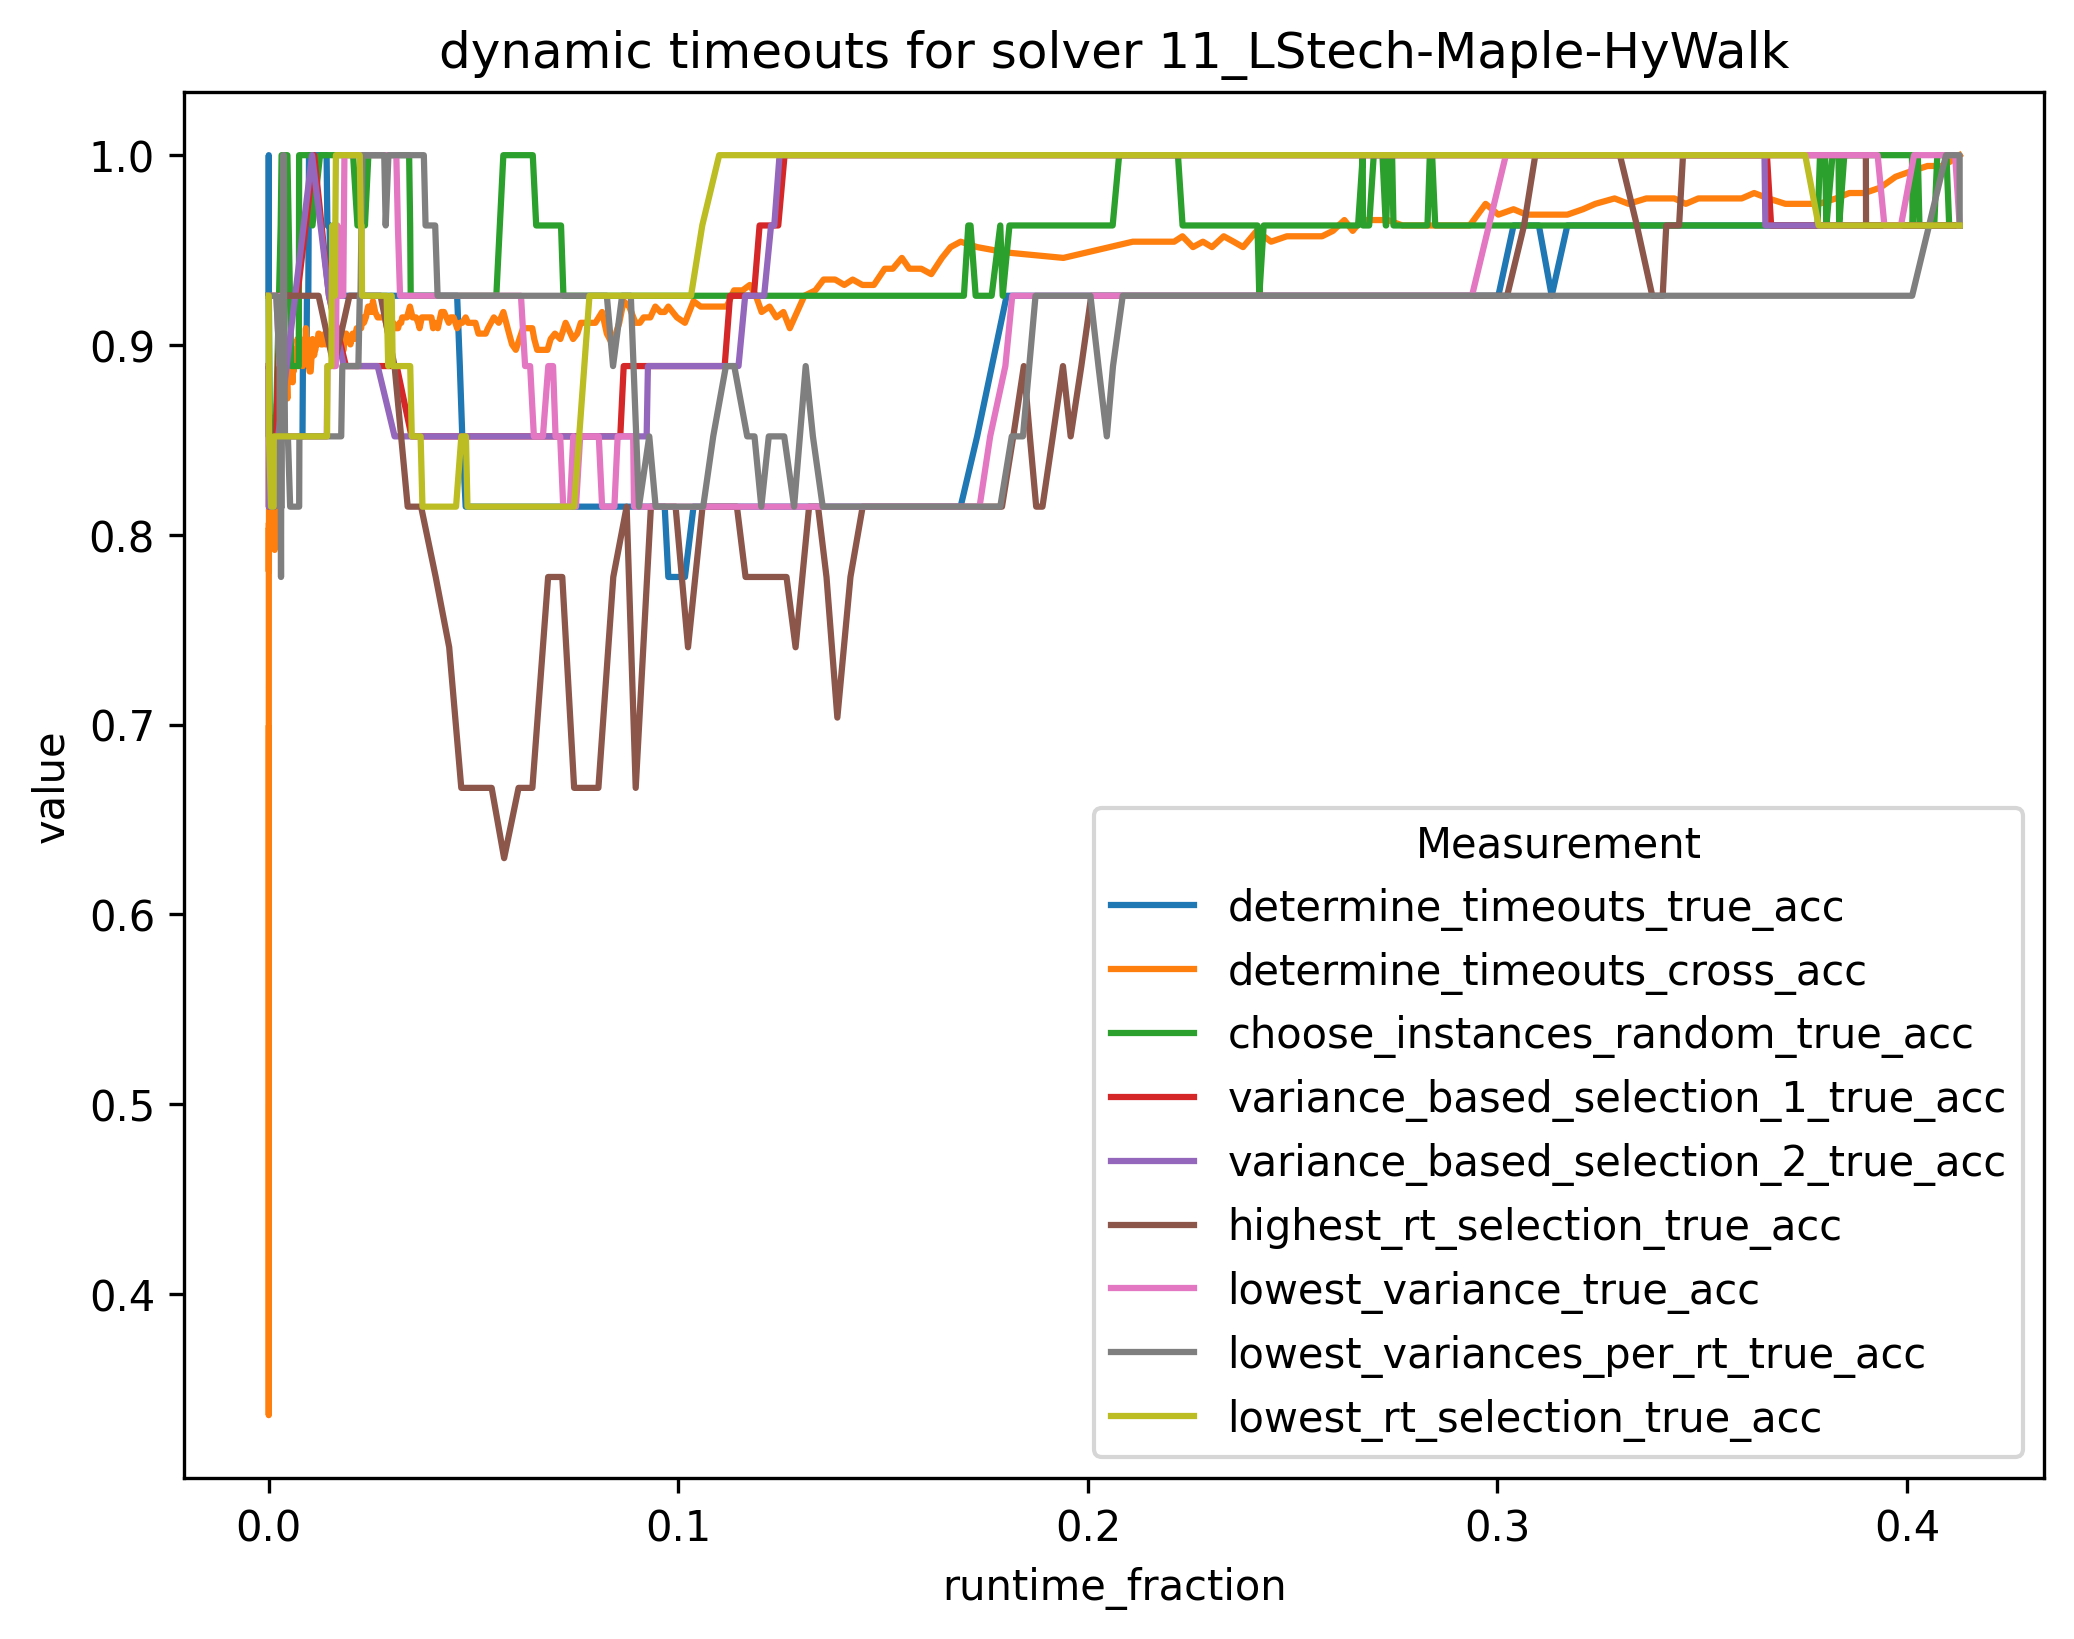 dynamic timeouts for solver 11_LStech-Maple-HyWalk
1.0
0.9
0.8
0.7
0.6
0.5
0.4
value
Measurement
determine_timeouts_true_acc
determine_timeouts_cross_acc
choose_instances_random_true_acc
variance_based_selection_1_true_acc
variance_based_selection_2_true_acc
highest_rt_selection_true_acc
lowest_variance_true_acc
lowest_variances_per_rt_true_acc
lowest_rt_selection_true_acc
0.0 0.1 0.2 0.3 0.4
runtime_fraction